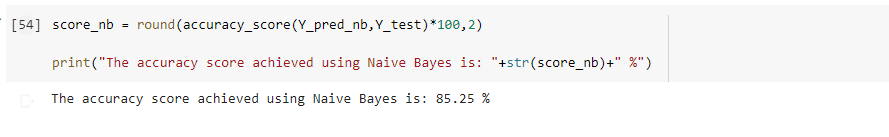 [54] score_nb = round(accuracy_score(Y_pred_nb,Y_test)*100,2)
print("The accuracy score achieved using Naive Bayes is: "+str(score_nb)+" %")
The accuracy score achieved using Naive Bayes is: 85.25 %